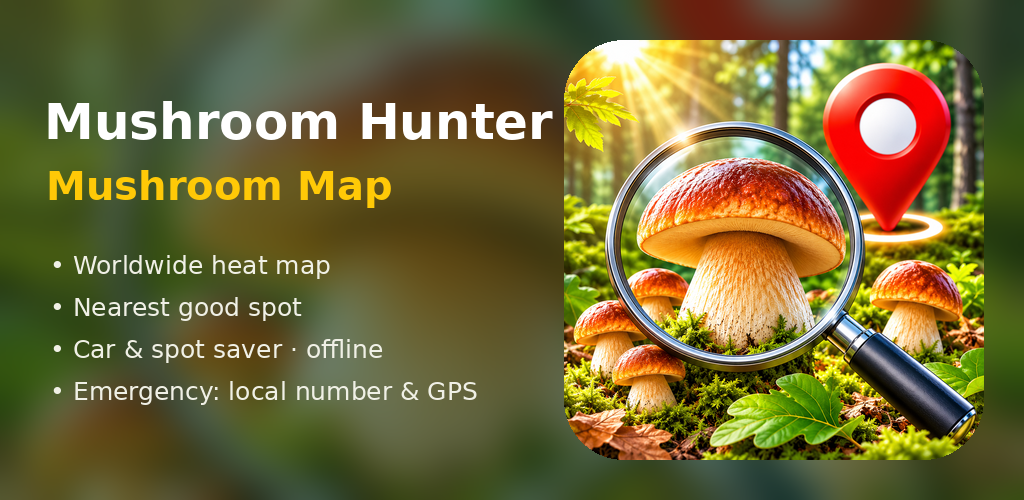 Mushroom Hunter
Mushroom Map
• Worldwide heat map
• Nearest good spot
• Car & spot saver · offline
• Emergency: local number & GPS